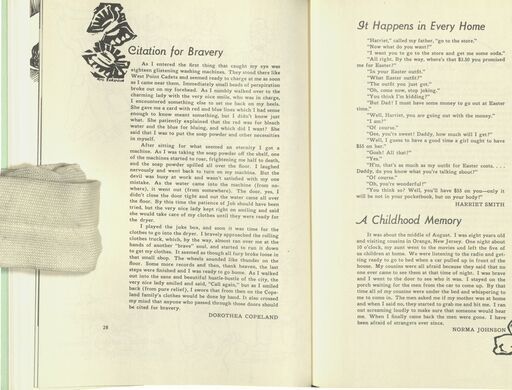 Citation for Bravery
As I entered the first thing that caught my eye was
eighteen glistening washing machines. They stood there like
West Point Cadets and seemed ready to charge at me as soon
as I came near them. Immediately small beads of perspiration
broke out on my forehead. As I numbly walked over to the
charming lady with the very nice smile, who was in charge,
I encountered something else to set me back on my heels.
She gave me a card with red and blue lines which I had sense
enough to know meant something, but I didn't know just
what. She patiently explained that the red was for bleach
water and the blue for bluing, and which did I want? She
said that I was to put the soap powder and other necessities
in myself.
After sitting for what seemed an eternity I got a
machine. As I was taking the soap powder off the shelf, one
of the machines started to roar, frightening me half to death,
and the soap powder spilled all over the floor. I laughed
nervously and went back to turn on my machine. But the
devil was busy at work and wasn't satisfied with my one
mistake. As the water came into the machine (from no-
where), it went out (from somewhere). The door, yes, I
didn't close the door tight and out the water came all over
the floor. By this time the patience of Job should have been
tried, but the very nice lady kept right on smiling and said
she would take care of my clothes until they were ready for
the dryer.
I played the juke box, and soon it was time for the
clothes to go into the dryer. I bravely approached the rolling
clothes truck, which, by the way, almost ran over me at the
hands of another "brave" soul, and started to run it down
to get my clothes. It seemed as though all fury broke loose in
that small shop. The wheels sounded like thunder on the
floor. Some more records and then, thank heaven, the last
steps were finished and I was ready to go home. As I walked
out into the sane and beautiful hustle-bustle of the city, the
very nice lady smiled and said, "Call again," but as I smiled
back (from pure relief), I swore that from then on the Cope-
land family's clothes would be done by hand. It also crossed
my mind that anyone who passed through those doors should
be cited for bravery.
DOROTHEA COPELAND
28
It Happens in Every Home
"Harriet," called my father, "go to the store."
"Now what do you want?"
"I want you to go to the store and get me some soda."
"All right. By the way, where's that $3.50 you promised
me for Easter?"
"In your Easter outfit."
"What Easter outfit?"
"The outfit you just got."
"Oh, come now, stop joking."
"You think I'm kidding?"
"But Dad! I must have some money to go out at Easter
time."
"Well, Harriet, you are going out with the money."
"I am?"
"Of course."
"Gee, you're sweet! Daddy, how much will I get?"
"Well, I guess to have a good time a girl ought to have
$55 on her."
"Gosh! All that?"
"Yes."
"H'm, that's as much as my outfit for Easter costs. . . .
Daddy, do you know what you're talking about?"
"Of course."
"Oh, you're wonderful!"
"You think so! Well, you'll have $55 on you—only it
will be not in your pocketbook, but on your body!"
HARRIET SMITH
A Childhood Memory
It was about the middle of August. I was eight years old
and visiting cousins in Orange, New Jersey. One night about
10 o'clock, my aunt went to the movies and left the five of
us children at home. We were listening to the radio and get-
ting ready to go to bed when a car pulled up in front of the
house. My cousins were all afraid because they said that no
one ever came to see them at that time of night. I was brave
and I went to the door to see who it was. I stayed on the
porch waiting for the men from the car to come up. By that
time all of my cousins were under the bed and whispering to
me to come in. The men asked me if my mother was at home
and when I said no, they started to grab me and hit me. I ran
out screaming loudly to make sure that someone would hear
me. When I finally came back the men were gone. I have
been afraid of strangers ever since.
NORMA JOHNSON